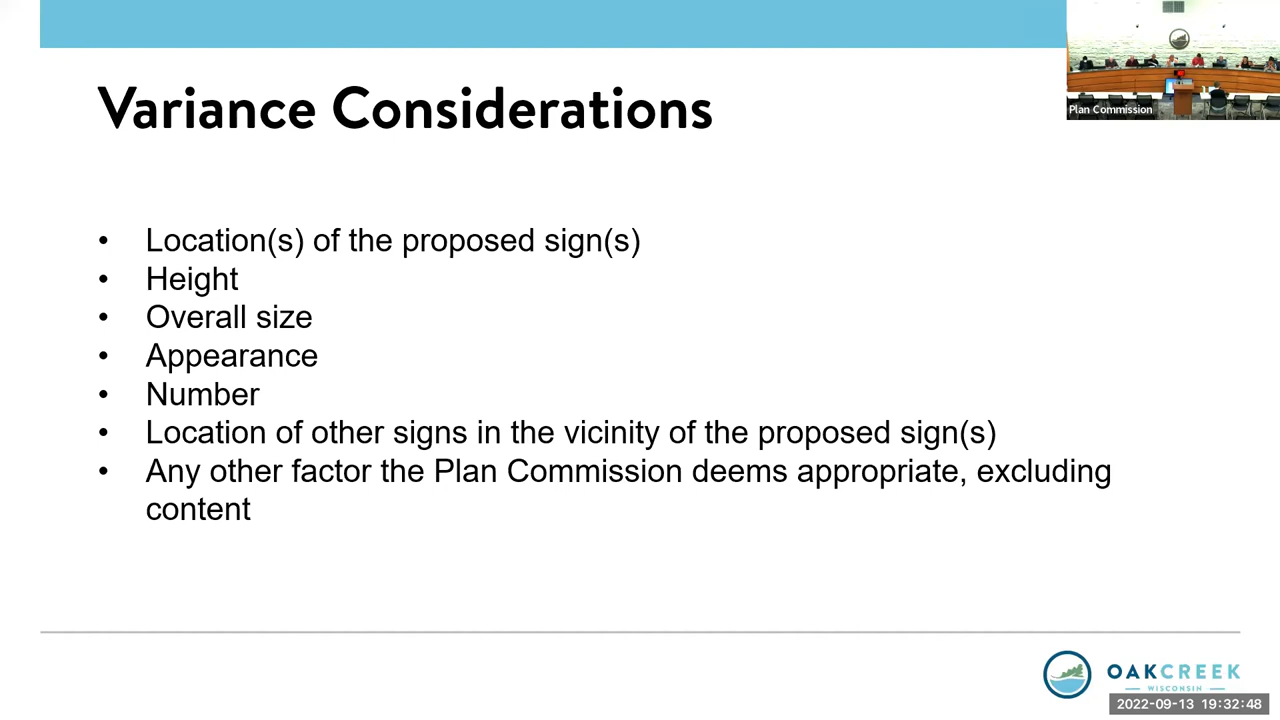 Plan Commission
Variance Considerations
• Location(s) of the proposed sign(s)
• Height
• Overall size
• Appearance
• Number
• Location of other signs in the vicinity of the proposed sign(s)
• Any other factor the Plan Commission deems appropriate, excluding
content
OAKCREEK
WISCONSIN
2022-09-13 19:32:48